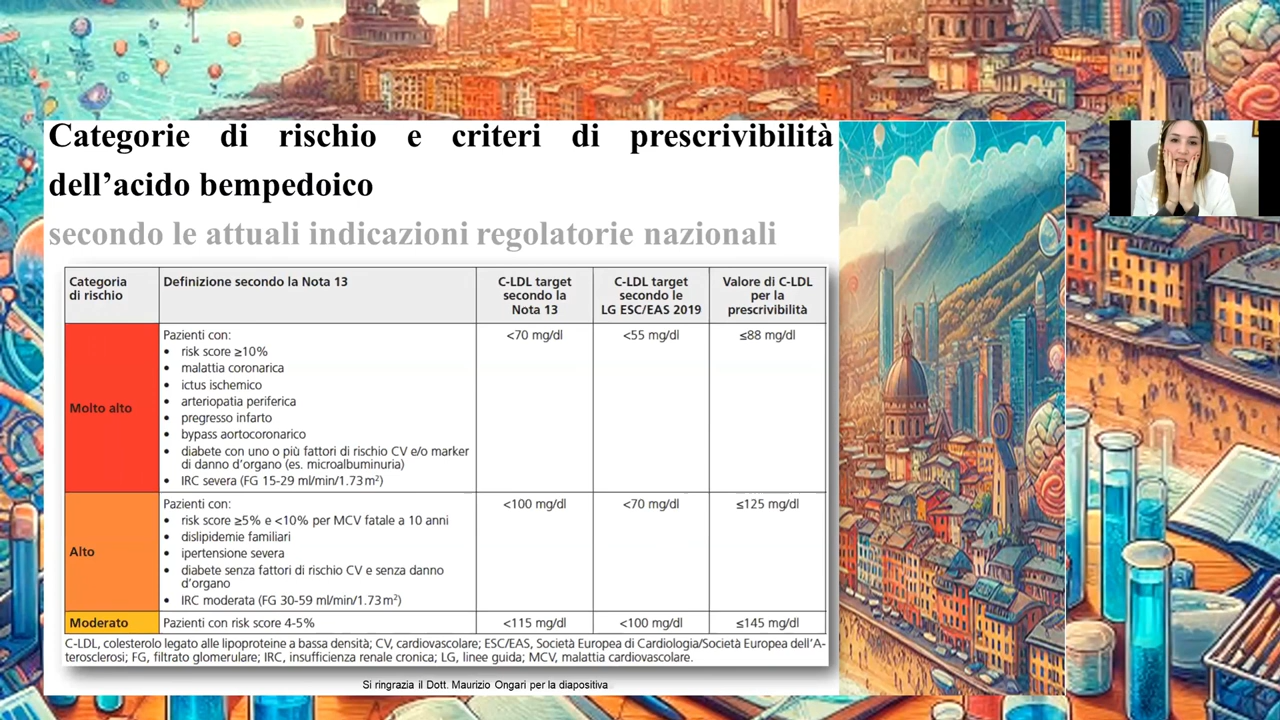 Categorie di rischio e criteri di prescrivibilità
dell’acido bempedoico
secondo le attuali indicazioni regolatorie nazionali
Categoria
di rischio
Definizione secondo la Nota 13
C-LDL target
secondo la
Nota 13
C-LDL target
secondo le
LG ESC/EAS 2019
Valore di C-LDL
per la
prescrivibilità
Molto alto
Pazienti con:
• risk score ≥10%
• malattia coronarica
• ictus ischemico
• arteriopatia periferica
• pregresso infarto
• bypass aortocoronarico
• diabete con uno o più fattori di rischio CV e/o marker
di danno d’organo (es. microalbuminuria)
• IRC severa (FG 15-29 ml/min/1.73 m²)
<70 mg/dl
<55 mg/dl
≤88 mg/dl
Alto
Pazienti con:
• risk score ≥5% e <10% per MCV fatale a 10 anni
• dislipidemie familiari
• ipertensione severa
• diabete senza fattori di rischio CV e senza danno
d’organo
• IRC moderata (FG 30-59 ml/min/1.73 m²)
<100 mg/dl
<70 mg/dl
≤125 mg/dl
Moderato
Pazienti con risk score 4-5%
<115 mg/dl
<100 mg/dl
≤145 mg/dl
C-LDL, colesterolo legato alle lipoproteine a bassa densità; CV, cardiovascolare; ESC/EAS, Società Europea di Cardiologia/Società Europea dell’A-
terosclerosi; FG, filtrato glomerulare; IRC, insufficienza renale cronica; LG, linee guida; MCV, malattia cardiovascolare.
Si ringrazia il Dott. Maurizio Ongari per la diapositiva